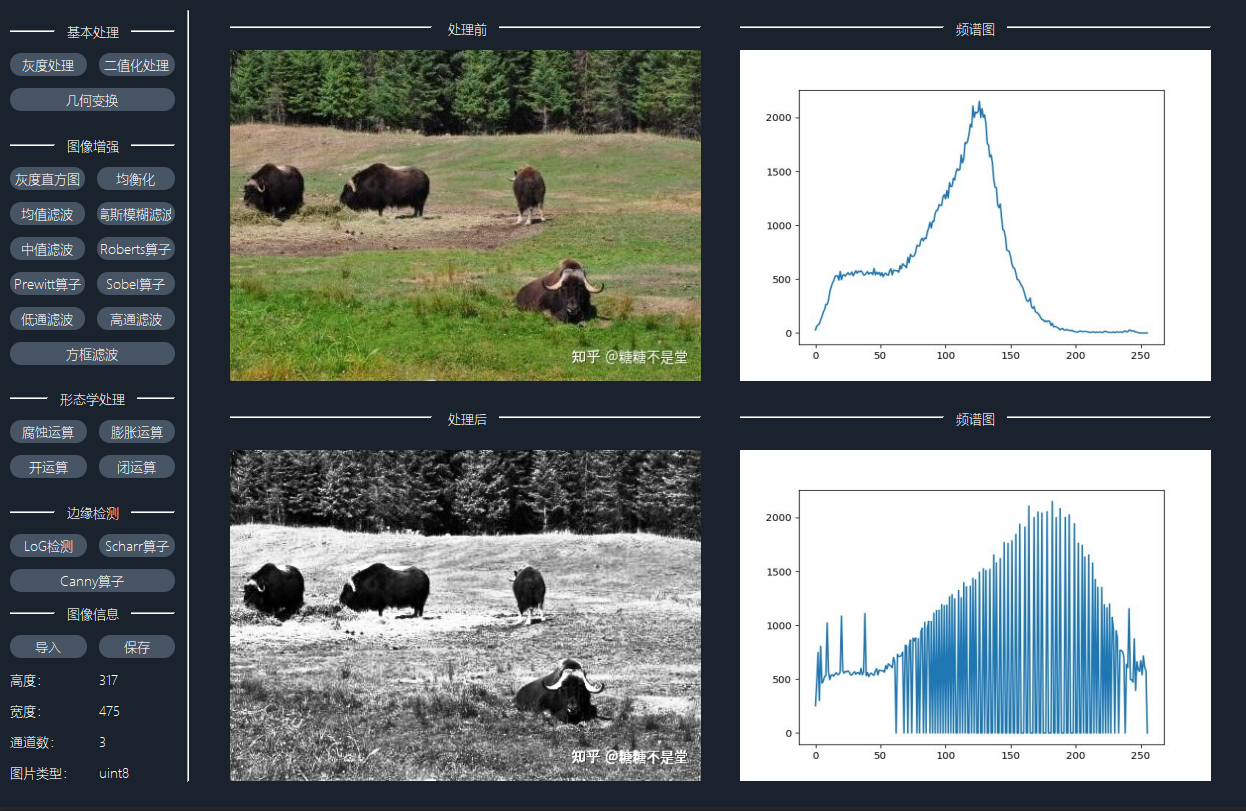 基本处理
灰度处理 二值化处理
几何变换
图像增强
灰度直方图 均衡化
均值滤波 高斯模糊滤波
中值滤波 Roberts算子
Prewitt算子 Sobel算子
低通滤波 高通滤波
方框滤波
形态学处理
腐蚀运算 膨胀运算
开运算 闭运算
边缘检测
LoG检测 Scharr算子
Canny算子
图像信息
导入 保存
高度: 317
宽度: 475
通道数: 3
图片类型: uint8
处理前
知乎 @糖糖不是堂
频谱图
2000
1500
1000
500
0
0 50 100 150 200 250
处理后
知乎 @糖糖不是堂
频谱图
2000
1500
1000
500
0
0 50 100 150 200 250